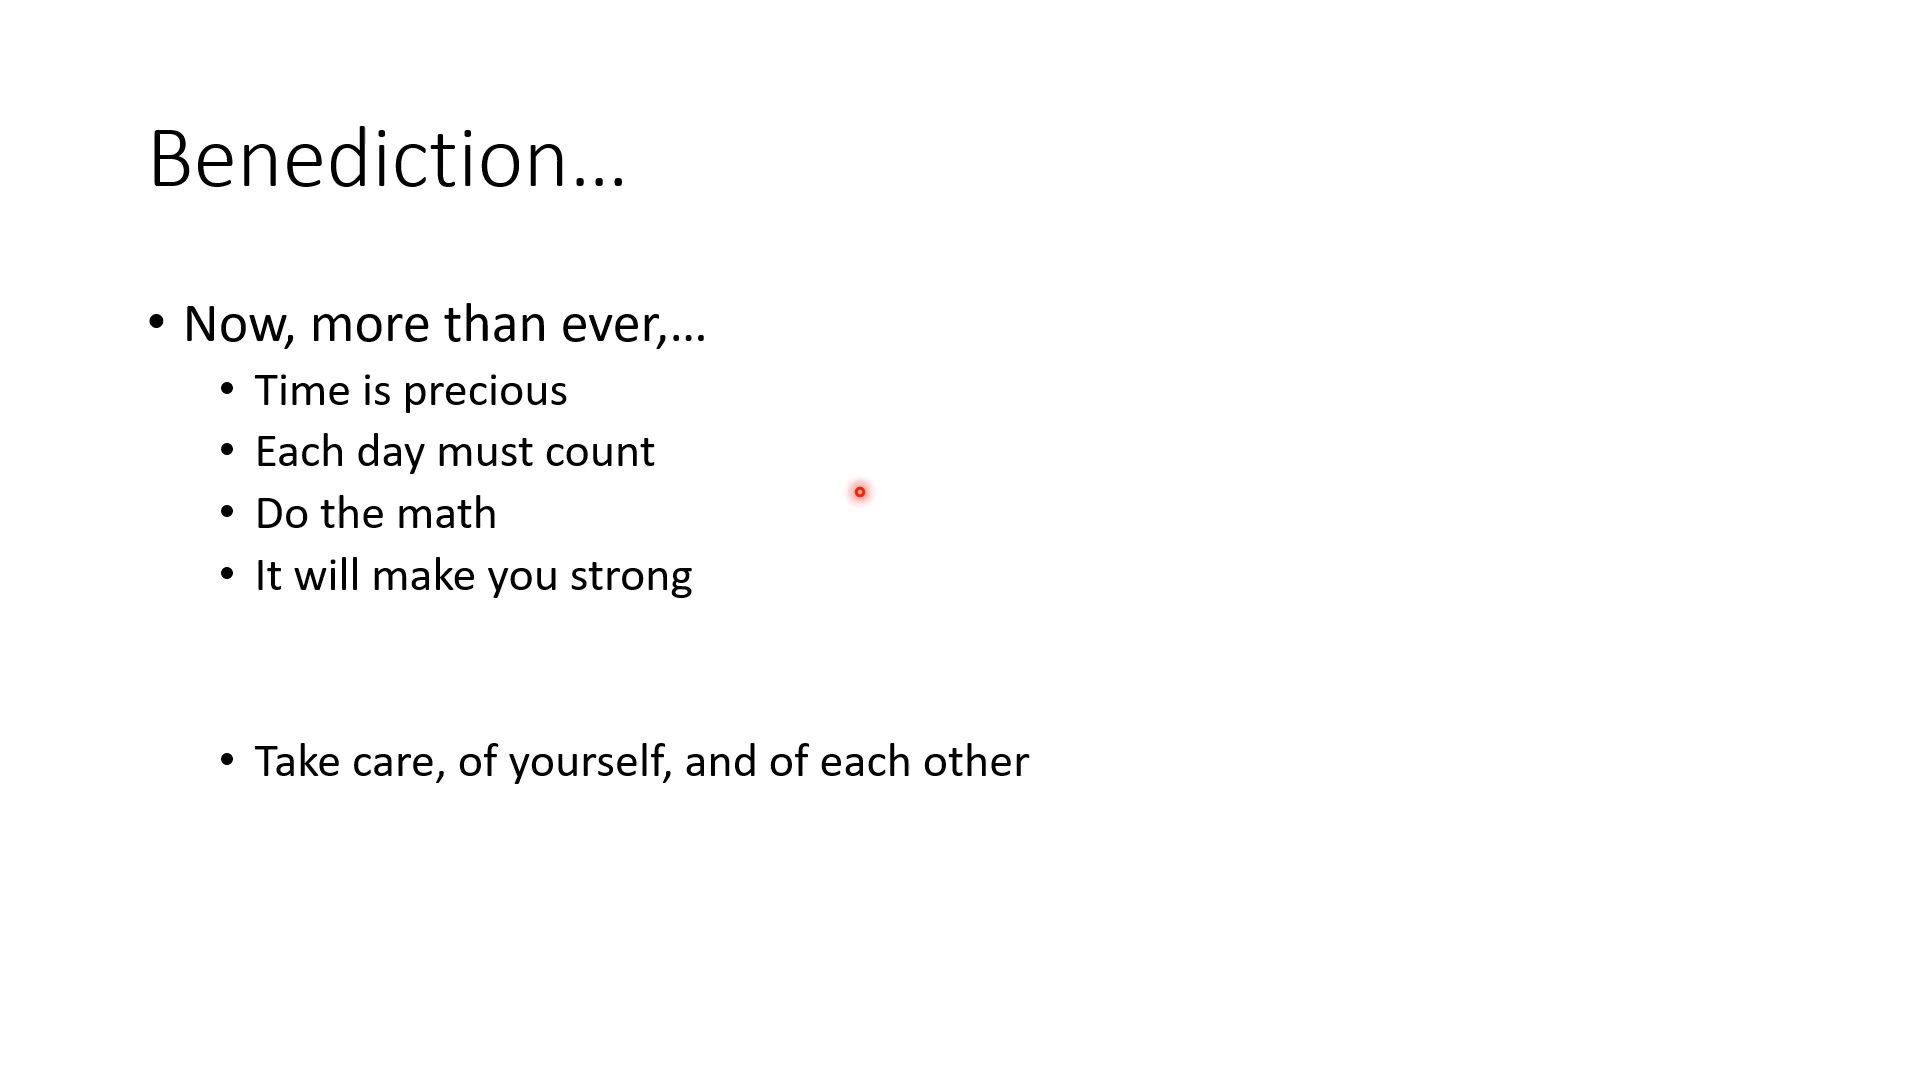 Benediction…
• Now, more than ever,…
• Time is precious
• Each day must count
• Do the math
• It will make you strong
• Take care, of yourself, and of each other